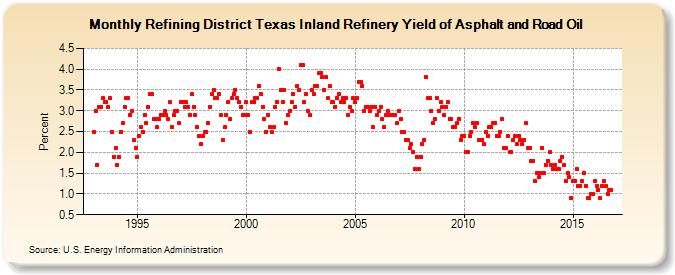 Monthly Refining District Texas Inland Refinery Yield of Asphalt and Road Oil
Percent
4.5
4.0
3.5
3.0
2.5
2.0
1.5
1.0
0.5
1995 2000 2005 2010 2015
Source: U.S. Energy Information Administration